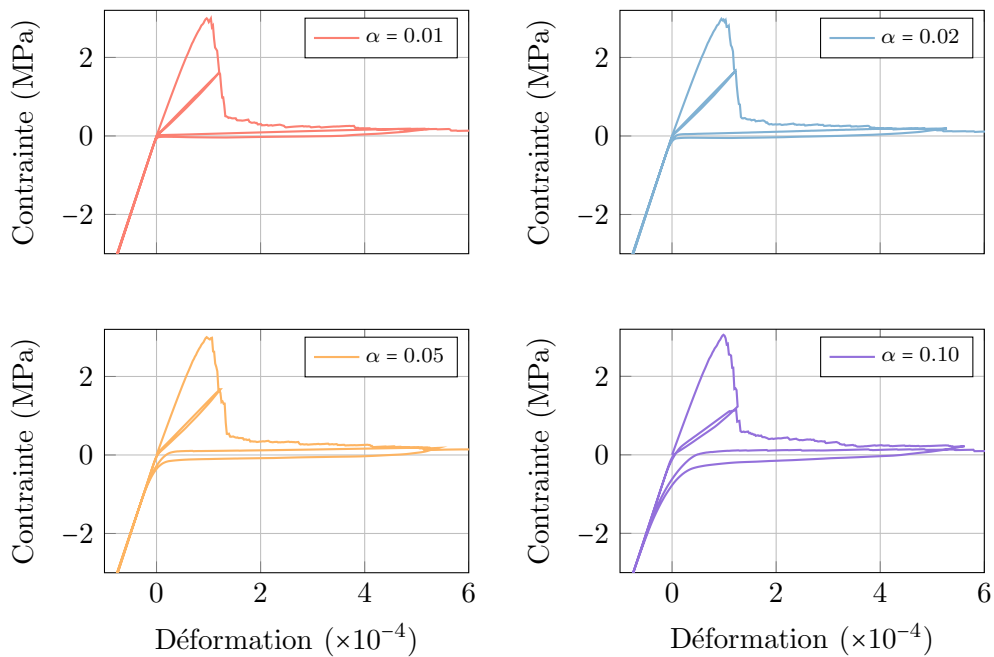 Contrainte (MPa)
2
0
−2
α = 0.01
Contrainte (MPa)
2
0
−2
α = 0.02
Contrainte (MPa)
2
0
−2
α = 0.05
0 2 4 6
Déformation (×10⁻⁴)
Contrainte (MPa)
2
0
−2
α = 0.10
0 2 4 6
Déformation (×10⁻⁴)